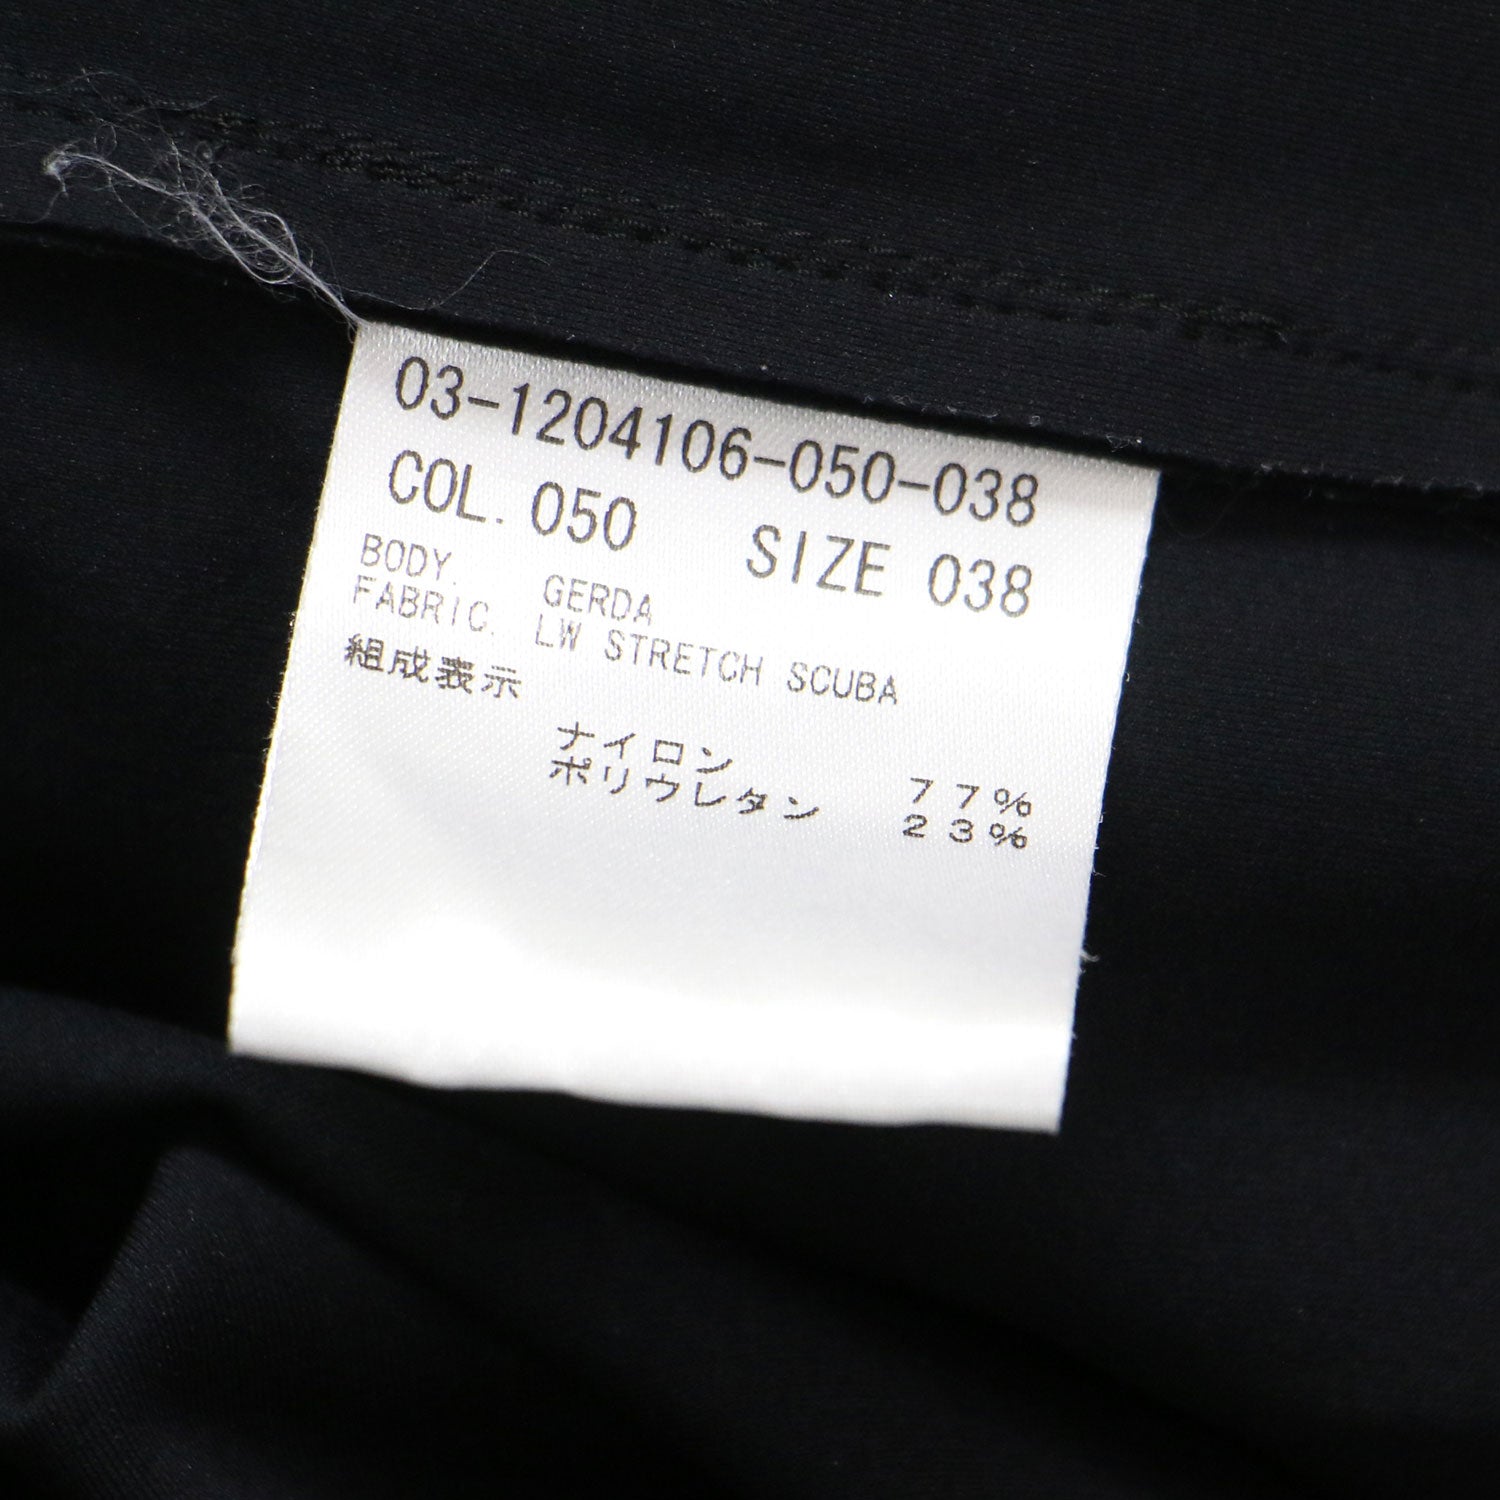 03-1204106-050-038
COL. 050 SIZE 038
BODY. GERDA
FABRIC. LW STRETCH SCUBA
組成表示
ナイロン 77%
ポリウレタン 23%